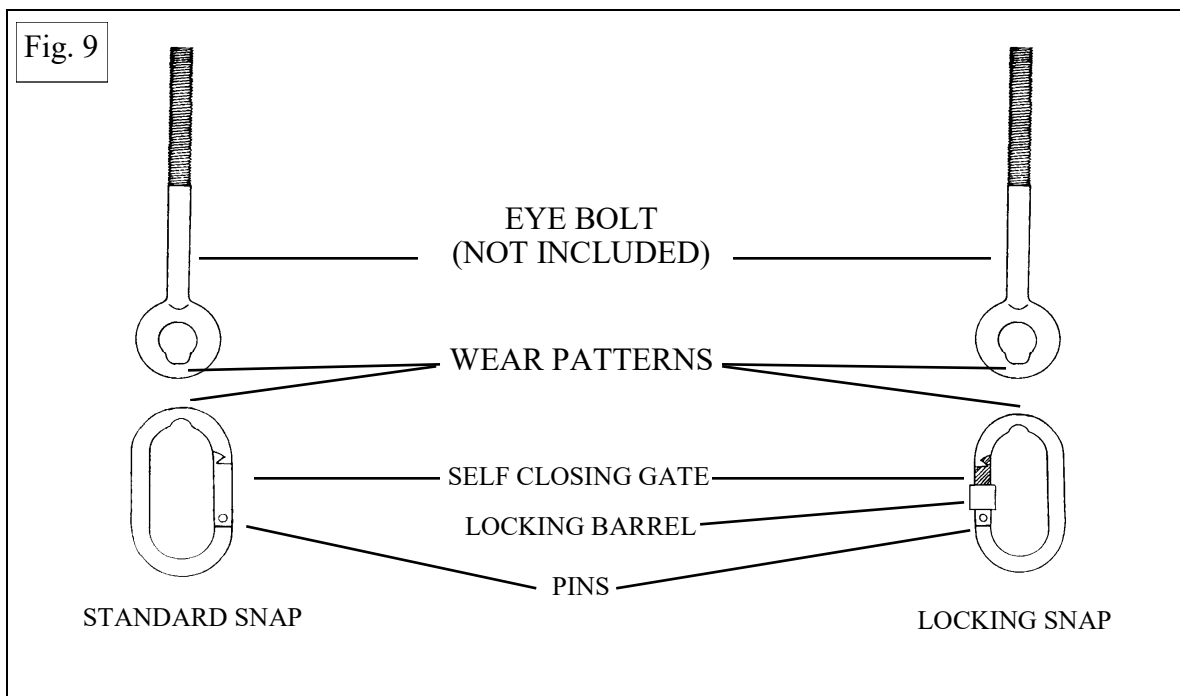 Fig. 9
EYE BOLT
(NOT INCLUDED)
WEAR PATTERNS
SELF CLOSING GATE
LOCKING BARREL
PINS
STANDARD SNAP
LOCKING SNAP